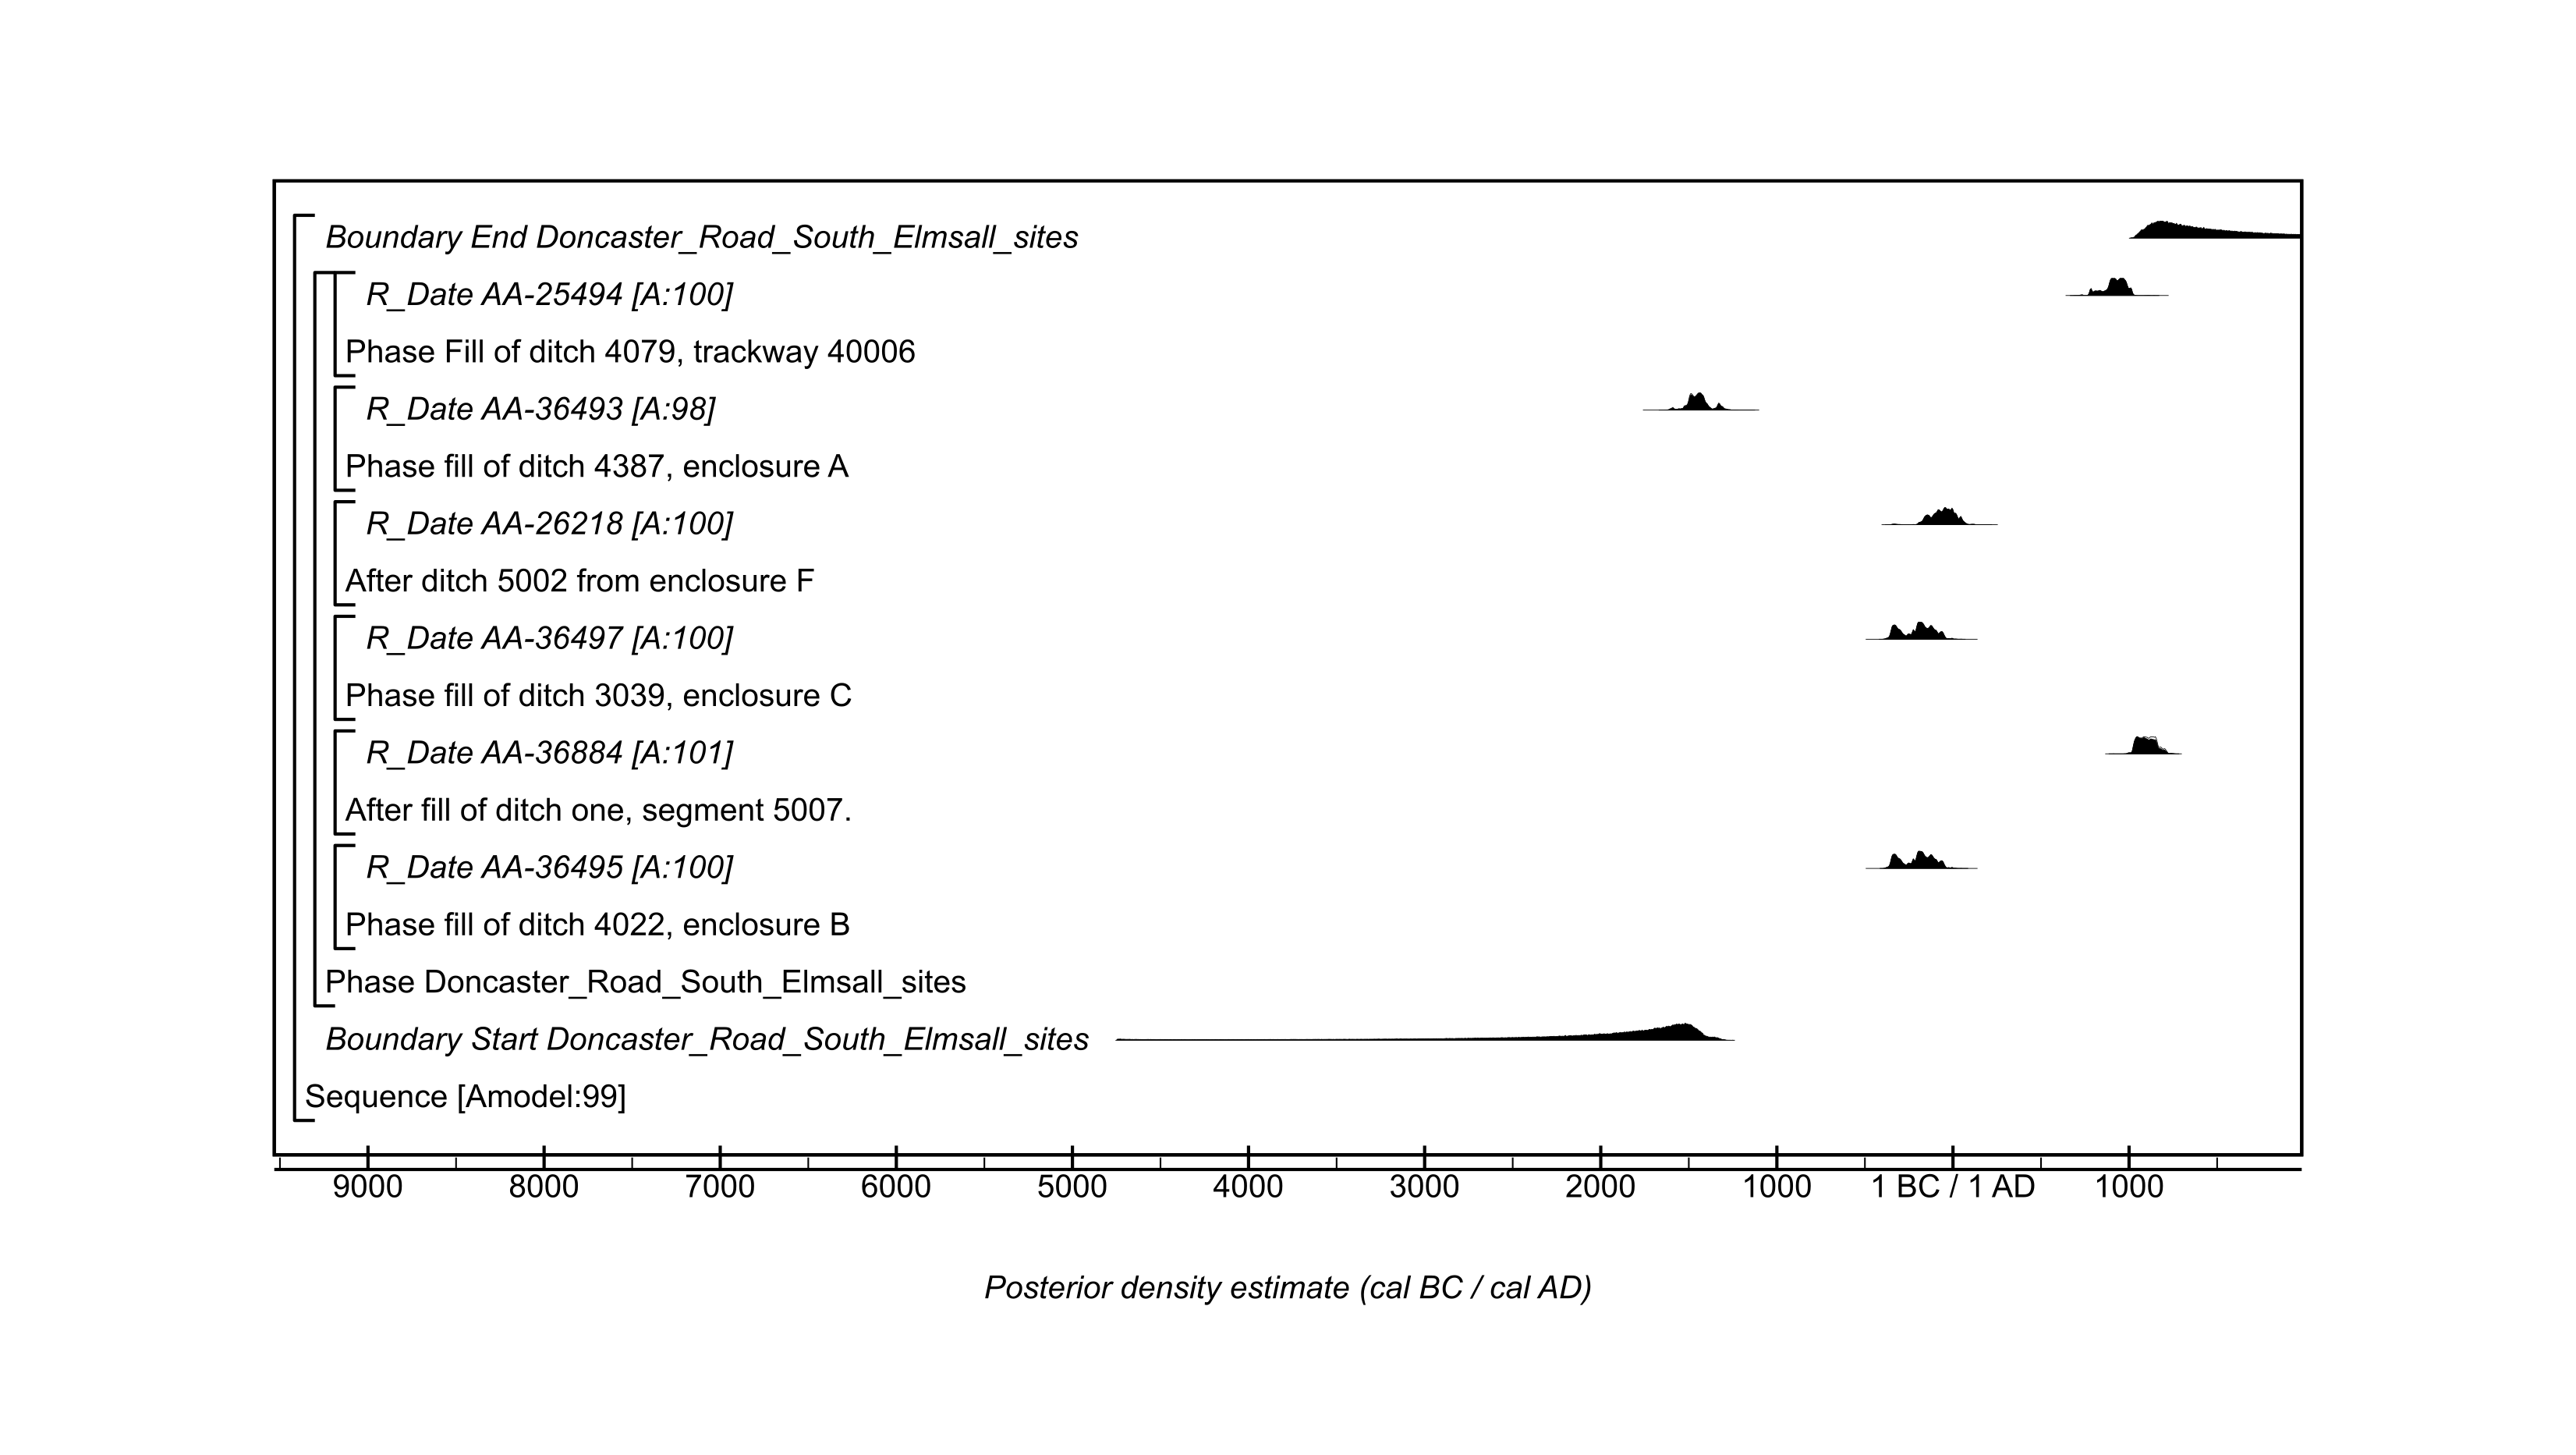 Boundary End Doncaster_Road_South_Elmsall_sites
R_Date AA-25494 [A:100]
Phase Fill of ditch 4079, trackway 40006
R_Date AA-36493 [A:98]
Phase fill of ditch 4387, enclosure A
R_Date AA-26218 [A:100]
After ditch 5002 from enclosure F
R_Date AA-36497 [A:100]
Phase fill of ditch 3039, enclosure C
R_Date AA-36884 [A:101]
After fill of ditch one, segment 5007.
R_Date AA-36495 [A:100]
Phase fill of ditch 4022, enclosure B
Phase Doncaster_Road_South_Elmsall_sites
Boundary Start Doncaster_Road_South_Elmsall_sites
Sequence [Amodel:99]
9000 8000 7000 6000 5000 4000 3000 2000 1000 1 BC / 1 AD 1000
Posterior density estimate (cal BC / cal AD)